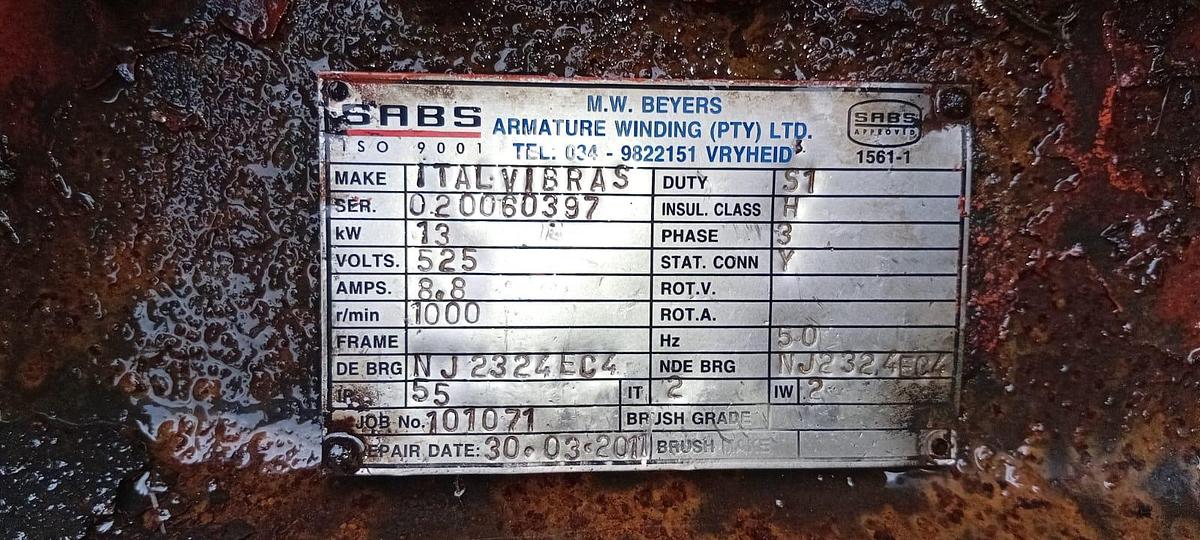 SABS
ISO 9001
M.W. BEYERS
ARMATURE WINDING (PTY) LTD.
TEL: 034 - 9822151 VRYHEID
SABS
APPROVED
1561-1
MAKE ITALVIBRAS DUTY S1
SER. 020060397 INSUL. CLASS H
kW 13 PHASE 3
VOLTS. 525 STAT. CONN Y
AMPS. 8.8 ROT.V.
r/min 1000 ROT.A.
FRAME Hz 50
DE BRG NJ2324EC4 NDE BRG NJ2324EC4
IP 55 IT 2 IW 2
JOB No. 101071 BRUSH GRADE
REPAIR DATE: 30.03.2011 BRUSH